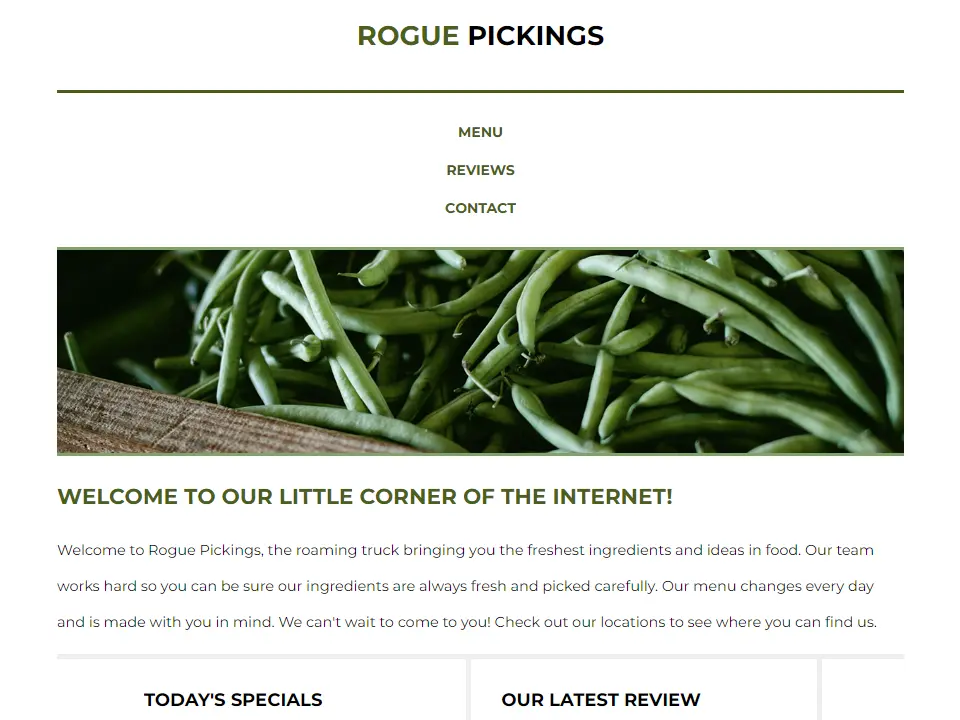 ROGUE PICKINGS
MENU
REVIEWS
CONTACT
WELCOME TO OUR LITTLE CORNER OF THE INTERNET!
Welcome to Rogue Pickings, the roaming truck bringing you the freshest ingredients and ideas in food. Our team
works hard so you can be sure our ingredients are always fresh and picked carefully. Our menu changes every day
and is made with you in mind. We can't wait to come to you! Check out our locations to see where you can find us.
TODAY'S SPECIALS
OUR LATEST REVIEW